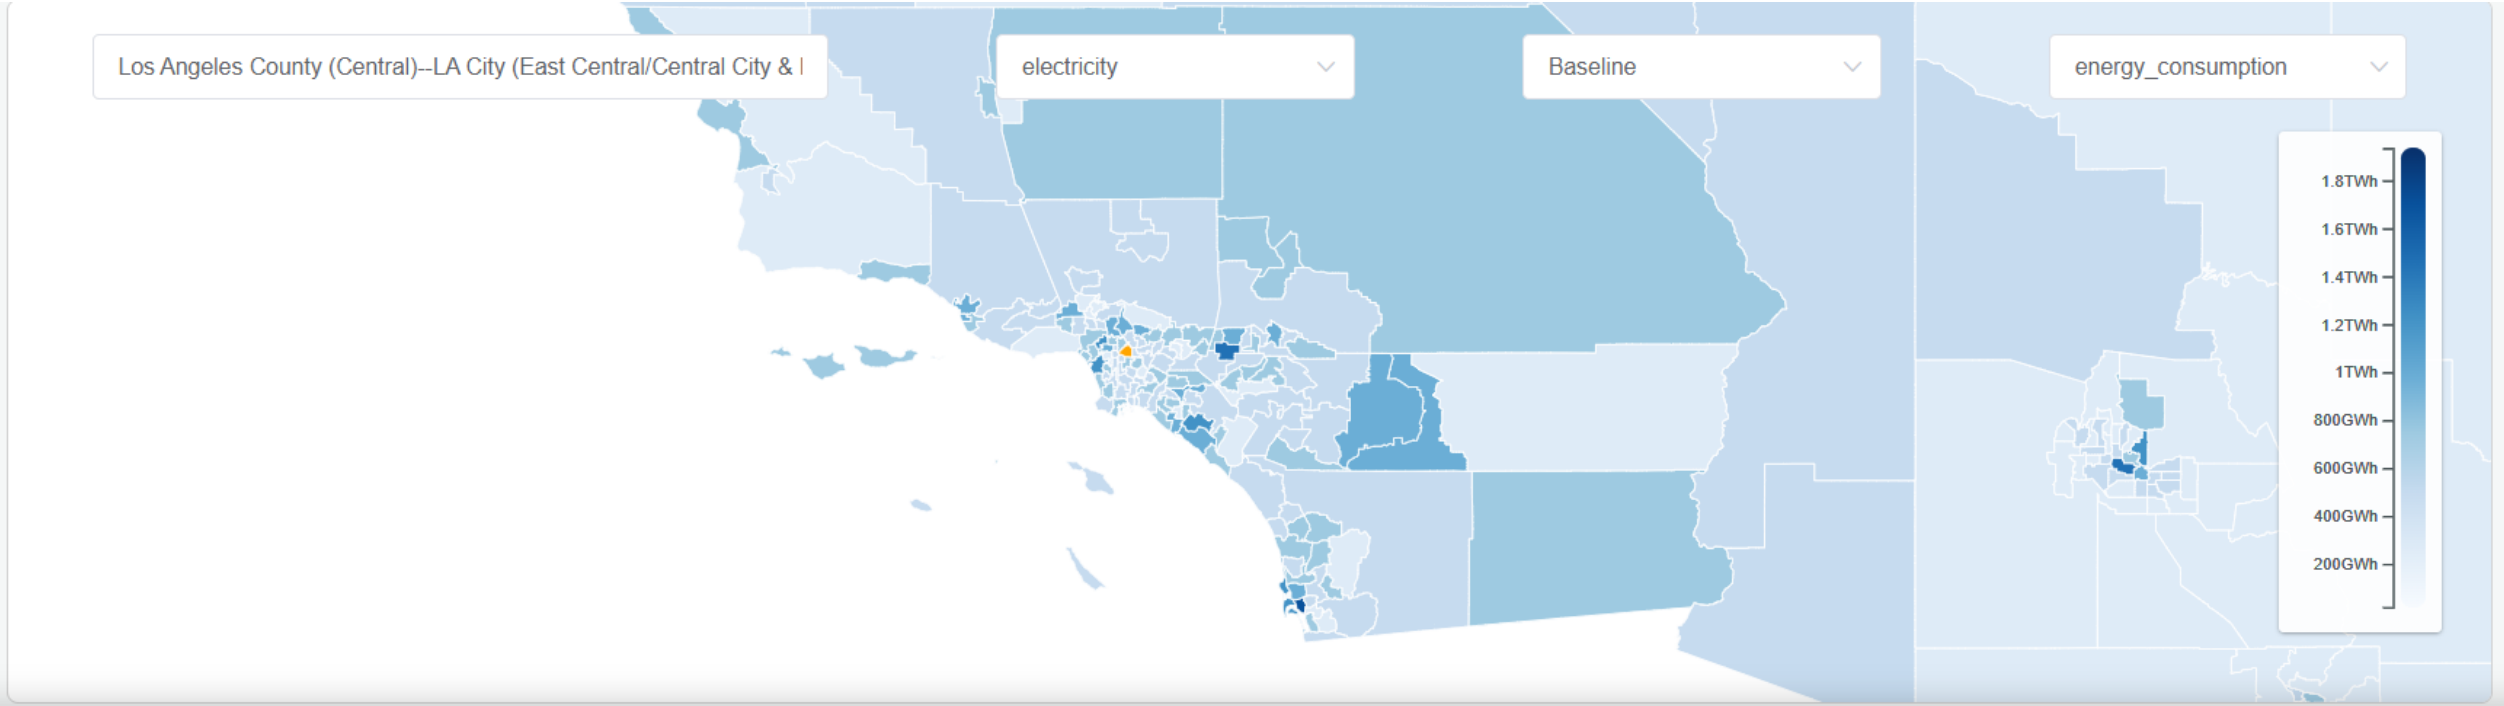 Los Angeles County (Central)--LA City (East Central/Central City &
electricity
Baseline
energy_consumption
1.8TWh
1.6TWh
1.4TWh
1.2TWh
1TWh
800GWh
600GWh
400GWh
200GWh